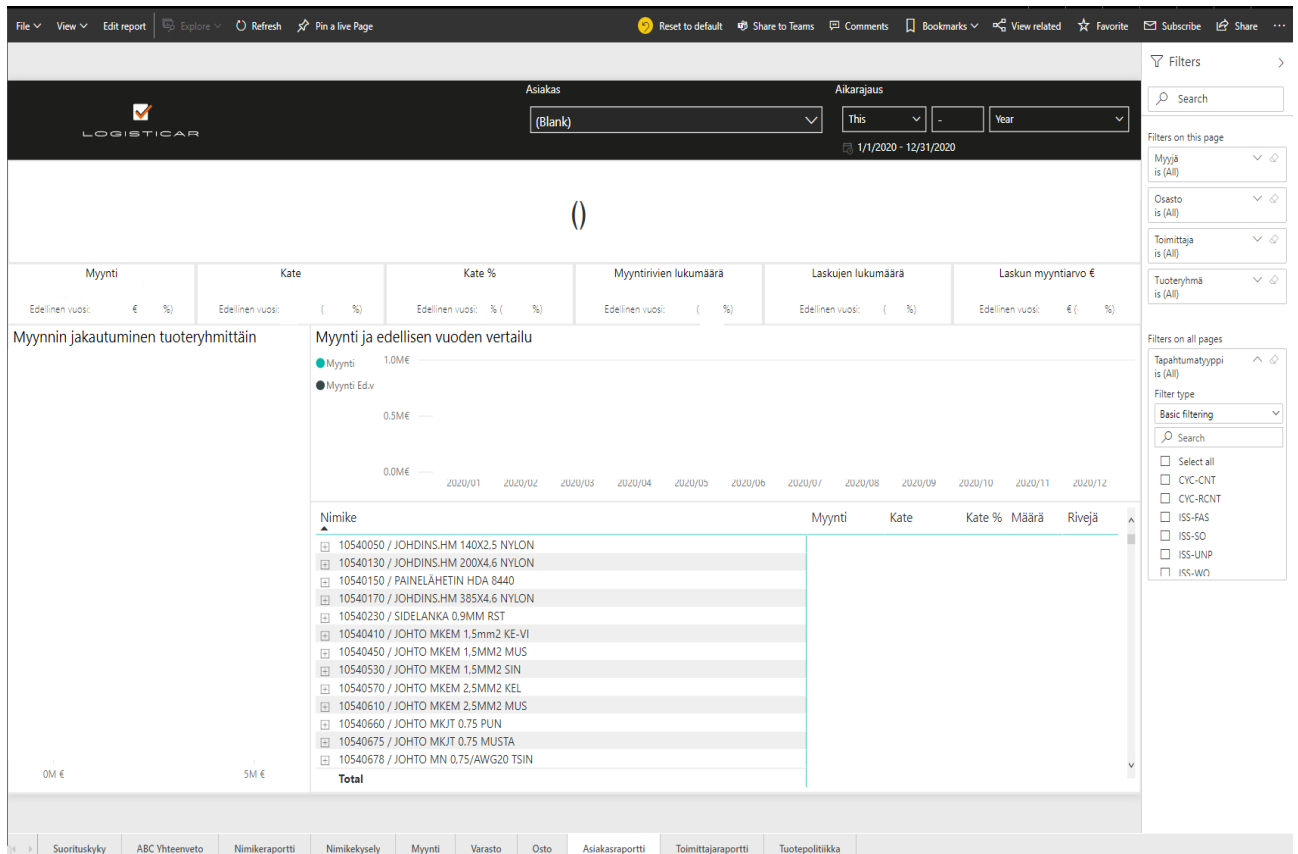 File View Edit report Explore Refresh Pin a live Page Reset to default Share to Teams Comments Bookmarks View related Favorite Subscribe Share ...
Filters
Search
Asiakas Aikarajaus
(Blank) This - Year
LOGISTICAR
1/1/2020 - 12/31/2020
Filters on this page
Myyjä
is (All)
Osasto
is (All)
Toimittaja
is (All)
Tuoteryhmä
is (All)
()
Myynti Kate Kate % Myyntirivien lukumäärä Laskujen lukumäärä Laskun myyntiarvo €
Edellinen vuosi: € %) Edellinen vuosi: ( %) Edellinen vuosi: % ( %) Edellinen vuosi: ( %) Edellinen vuosi: ( %) Edellinen vuosi: € ( %)
Myynnin jakautuminen tuoteryhmittäin
0M € 5M €
Myynti ja edellisen vuoden vertailu
Myynti
Myynti Ed.v
1.0M€
0.5M€
0.0M€
2020/01 2020/02 2020/03 2020/04 2020/05 2020/06 2020/07 2020/08 2020/09 2020/10 2020/11 2020/12
Nimike Myynti Kate Kate % Määrä Rivejä
10540050 / JOHDINS.HM 140X2,5 NYLON
10540130 / JOHDINS.HM 200X4,6 NYLON
10540150 / PAINELÄHETIN HDA 8440
10540170 / JOHDINS.HM 385X4,6 NYLON
10540230 / SIDELANKA 0,9MM RST
10540410 / JOHTO MKEM 1,5mm2 KE-VI
10540450 / JOHTO MKEM 1,5MM2 MUS
10540530 / JOHTO MKEM 1,5MM2 SIN
10540570 / JOHTO MKEM 2,5MM2 KEL
10540610 / JOHTO MKEM 2,5MM2 MUS
10540660 / JOHTO MKJT 0.75 PUN
10540675 / JOHTO MKJT 0.75 MUSTA
10540678 / JOHTO MN 0.75/AWG20 TSIN
Total
Filters on all pages
Tapahtumatyyppi
is (All)
Filter type
Basic filtering
Search
Select all
CYC-CNT
CYC-RCNT
ISS-FAS
ISS-SO
ISS-UNP
ISS-WO
Suorituskyky ABC Yhteenveto Nimikeraportti Nimikekysely Myynti Varasto Osto Asiakasraportti Toimittajaraportti Tuotepolitiikka